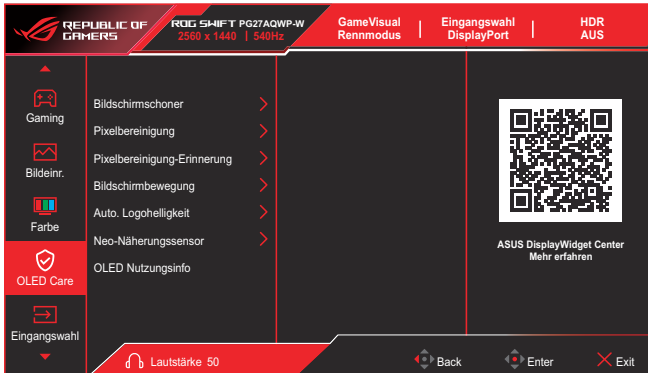 REPUBLIC OF
GAMERS
ROG SWIFT PG27AQWP-W
2560 x 1440 | 540Hz
GameVisual
Rennmodus
Eingangswahl
DisplayPort
HDR
AUS
Gaming
Bildeinr.
Farbe
OLED Care
Eingangswahl
Bildschirmschoner
Pixelbereinigung
Pixelbereinigung-Erinnerung
Bildschirmbewegung
Auto. Logohelligkeit
Neo-Näherungssensor
OLED Nutzungsinfo
ASUS DisplayWidget Center
Mehr erfahren
Lautstärke 50
Back
Enter
Exit